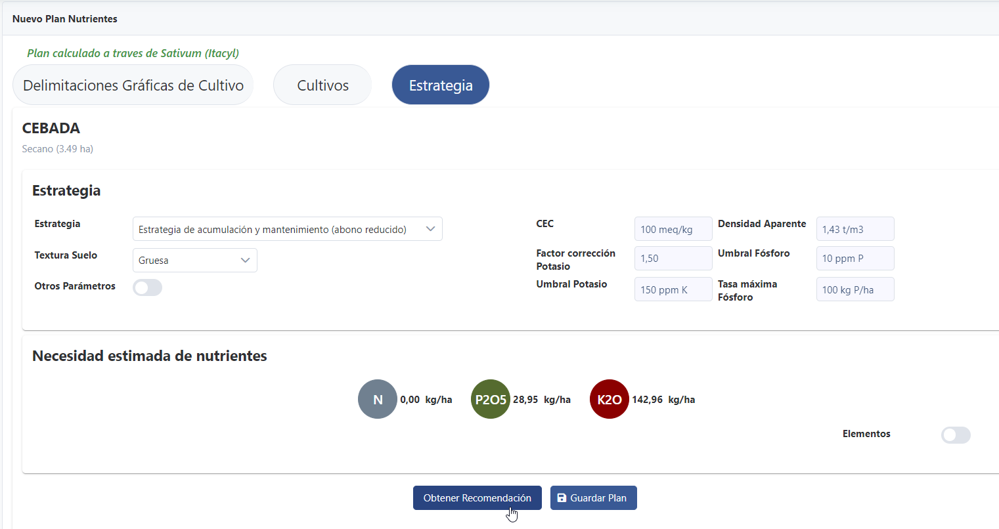 Nuevo Plan Nutrientes
Plan calculado a traves de Sativum (Itacyl)
Delimitaciones Gráficas de Cultivo
Cultivos
Estrategia
CEBADA
Secano (3.49 ha)
Estrategia
Estrategia
Estrategia de acumulación y mantenimiento (abono reducido)
Textura Suelo
Gruesa
Otros Parámetros
CEC
100 meq/kg
Densidad Aparente
1,43 t/m3
Factor corrección
Potasio
1,50
Umbral Fósforo
10 ppm P
Umbral Potasio
150 ppm K
Tasa máxima
Fósforo
100 kg P/ha
Necesidad estimada de nutrientes
N 0,00 kg/ha
P2O5 28,95 kg/ha
K2O 142,96 kg/ha
Elementos
Obtener Recomendación
Guardar Plan